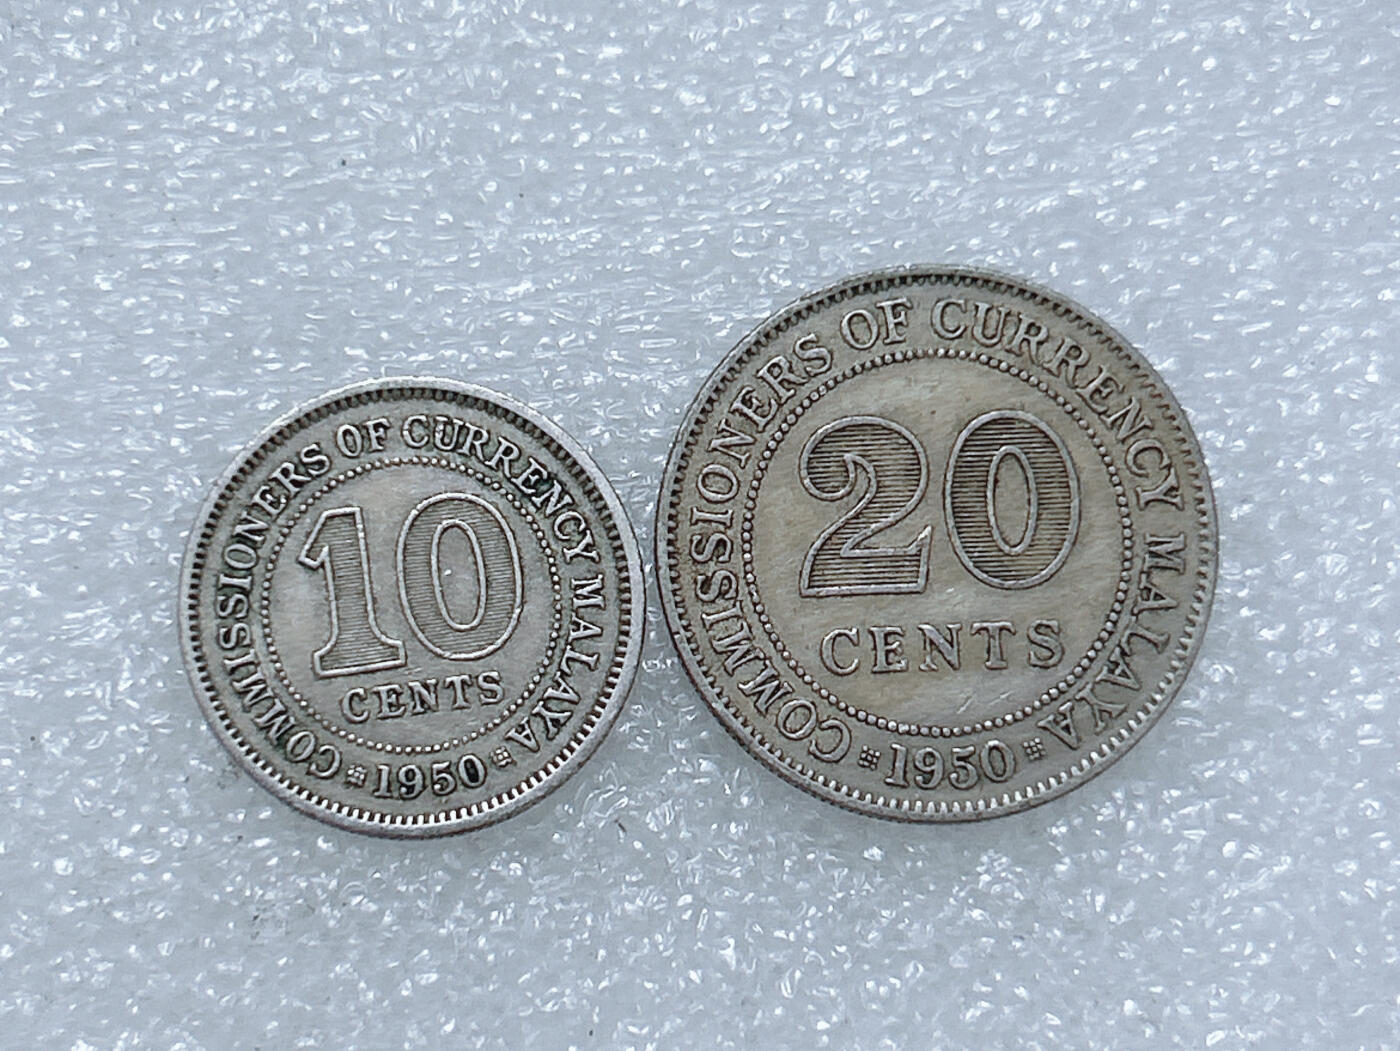 COMMISSIONERS OF CURRENCY MALAYA
10
CENTS
1950
COMMISSIONERS OF CURRENCY MALAYA
20
CENTS
1950